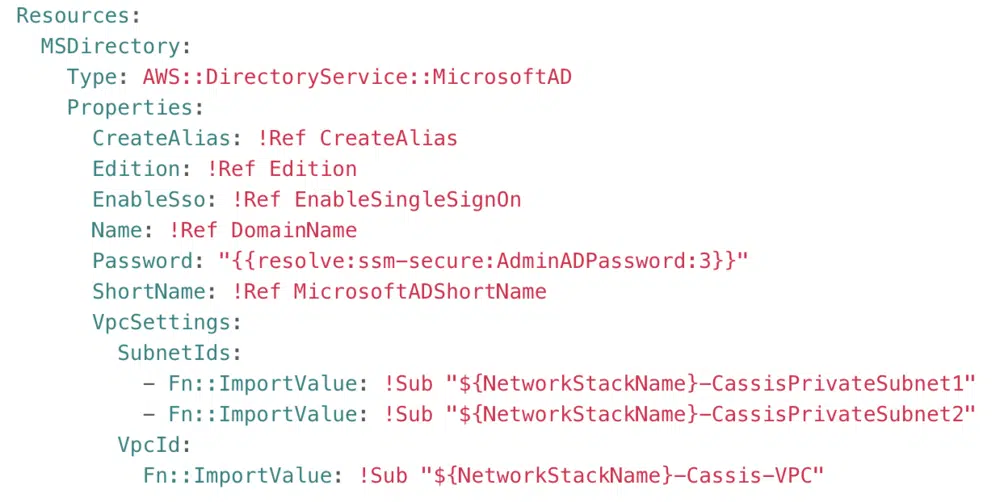 Resources:
  MSDirectory:
    Type: AWS::DirectoryService::MicrosoftAD
    Properties:
      CreateAlias: !Ref CreateAlias
      Edition: !Ref Edition
      EnableSso: !Ref EnableSingleSignOn
      Name: !Ref DomainName
      Password: "{{resolve:ssm-secure:AdminADPassword:3}}"
      ShortName: !Ref MicrosoftADShortName
      VpcSettings:
        SubnetIds:
          - Fn::ImportValue: !Sub "${NetworkStackName}-CassisPrivateSubnet1"
          - Fn::ImportValue: !Sub "${NetworkStackName}-CassisPrivateSubnet2"
        VpcId:
          Fn::ImportValue: !Sub "${NetworkStackName}-Cassis-VPC"